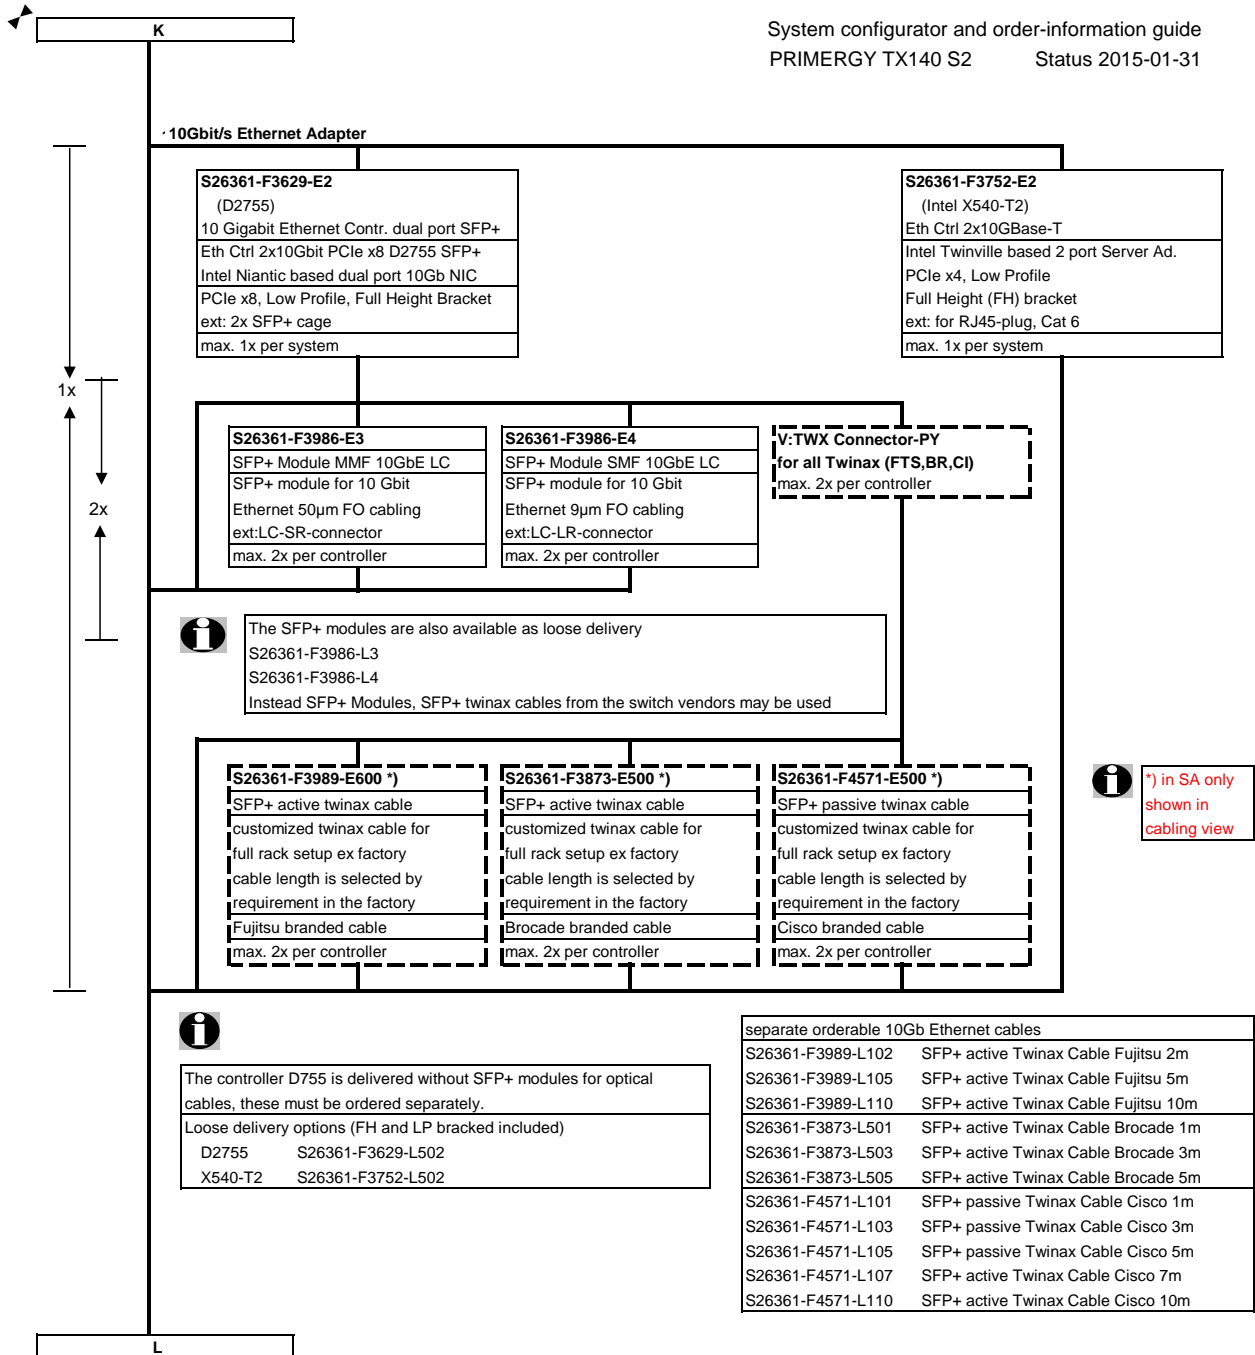 K
System configurator and order-information guide
PRIMERGY TX140 S2 Status 2015-01-31
10Gbit/s Ethernet Adapter
S26361-F3629-E2
(D2755)
10 Gigabit Ethernet Contr. dual port SFP+
Eth Ctrl 2x10Gbit PCIe x8 D2755 SFP+
Intel Niantic based dual port 10Gb NIC
PCIe x8, Low Profile, Full Height Bracket
ext: 2x SFP+ cage
max. 1x per system
S26361-F3752-E2
(Intel X540-T2)
Eth Ctrl 2x10GBase-T
Intel Twinville based 2 port Server Ad.
PCIe x4, Low Profile
Full Height (FH) bracket
ext: for RJ45-plug, Cat 6
max. 1x per system
1x
2x
S26361-F3986-E3
SFP+ Module MMF 10GbE LC
SFP+ module for 10 Gbit
Ethernet 50µm FO cabling
ext:LC-SR-connector
max. 2x per controller
S26361-F3986-E4
SFP+ Module SMF 10GbE LC
SFP+ module for 10 Gbit
Ethernet 9µm FO cabling
ext:LC-LR-connector
max. 2x per controller
V:TWX Connector-PY
for all Twinax (FTS,BR,CI)
max. 2x per controller
The SFP+ modules are also available as loose delivery
S26361-F3986-L3
S26361-F3986-L4
Instead SFP+ Modules, SFP+ twinax cables from the switch vendors may be used
S26361-F3989-E600 *)
SFP+ active twinax cable
customized twinax cable for
full rack setup ex factory
cable length is selected by
requirement in the factory
Fujitsu branded cable
max. 2x per controller
S26361-F3873-E500 *)
SFP+ active twinax cable
customized twinax cable for
full rack setup ex factory
cable length is selected by
requirement in the factory
Brocade branded cable
max. 2x per controller
S26361-F4571-E500 *)
SFP+ passive twinax cable
customized twinax cable for
full rack setup ex factory
cable length is selected by
requirement in the factory
Cisco branded cable
max. 2x per controller
*) in SA only
shown in
cabling view
The controller D755 is delivered without SFP+ modules for optical
cables, these must be ordered separately.
Loose delivery options (FH and LP bracked included)
D2755 S26361-F3629-L502
X540-T2 S26361-F3752-L502
separate orderable 10Gb Ethernet cables
S26361-F3989-L102 SFP+ active Twinax Cable Fujitsu 2m
S26361-F3989-L105 SFP+ active Twinax Cable Fujitsu 5m
S26361-F3989-L110 SFP+ active Twinax Cable Fujitsu 10m
S26361-F3873-L501 SFP+ active Twinax Cable Brocade 1m
S26361-F3873-L503 SFP+ active Twinax Cable Brocade 3m
S26361-F3873-L505 SFP+ active Twinax Cable Brocade 5m
S26361-F4571-L101 SFP+ passive Twinax Cable Cisco 1m
S26361-F4571-L103 SFP+ passive Twinax Cable Cisco 3m
S26361-F4571-L105 SFP+ passive Twinax Cable Cisco 5m
S26361-F4571-L107 SFP+ active Twinax Cable Cisco 7m
S26361-F4571-L110 SFP+ active Twinax Cable Cisco 10m
L